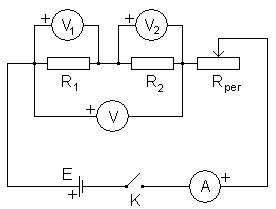 + V1 + V2
R1 R2 Rper
+ V
E + K A +